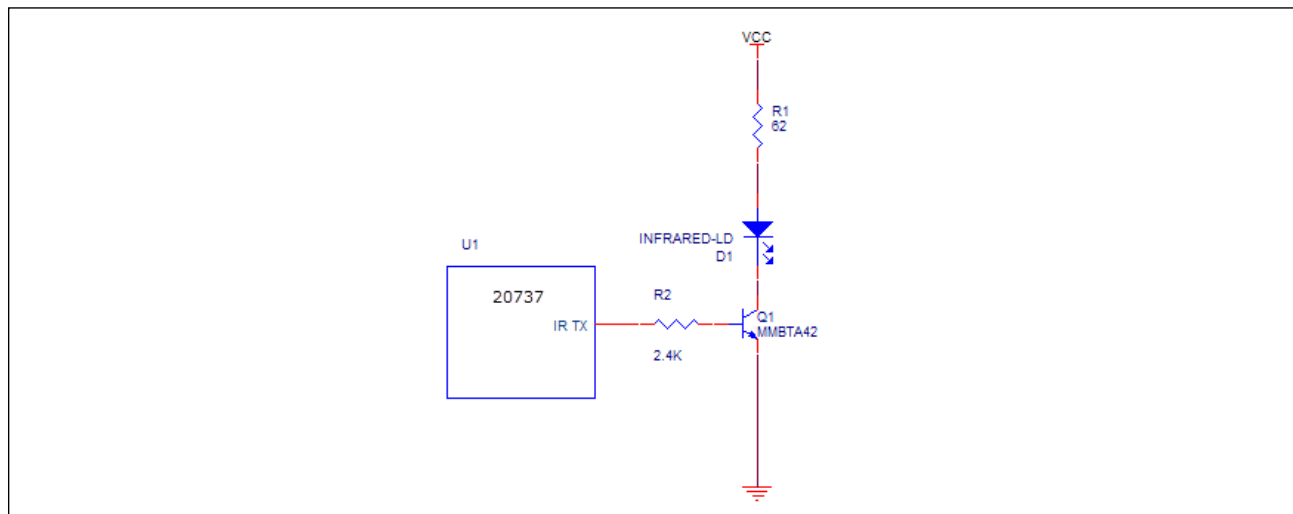 VCC
R1
62
INFRARED-LD
D1
U1
20737
IR TX
R2
2.4K
Q1
MMBTA42